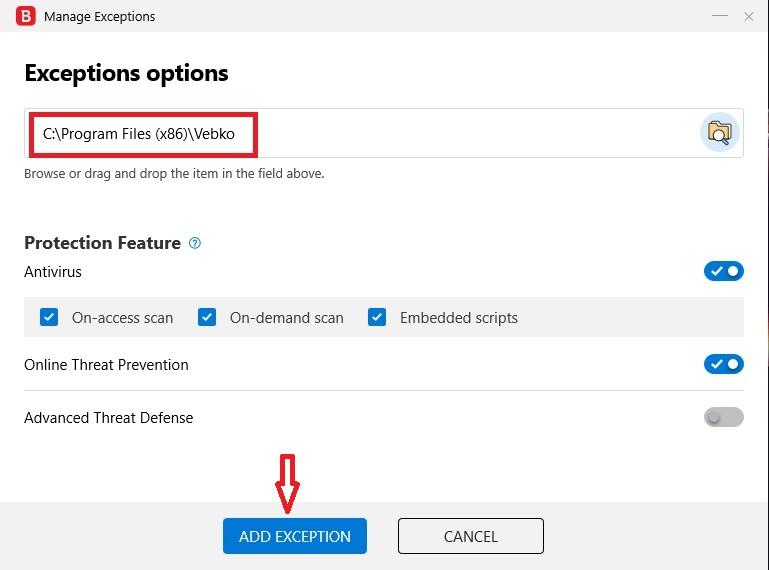 B Manage Exceptions
Exceptions options
C:\Program Files (x86)\Vebko
Browse or drag and drop the item in the field above.
Protection Feature ?
Antivirus
On-access scan On-demand scan Embedded scripts
Online Threat Prevention
Advanced Threat Defense
ADD EXCEPTION CANCEL